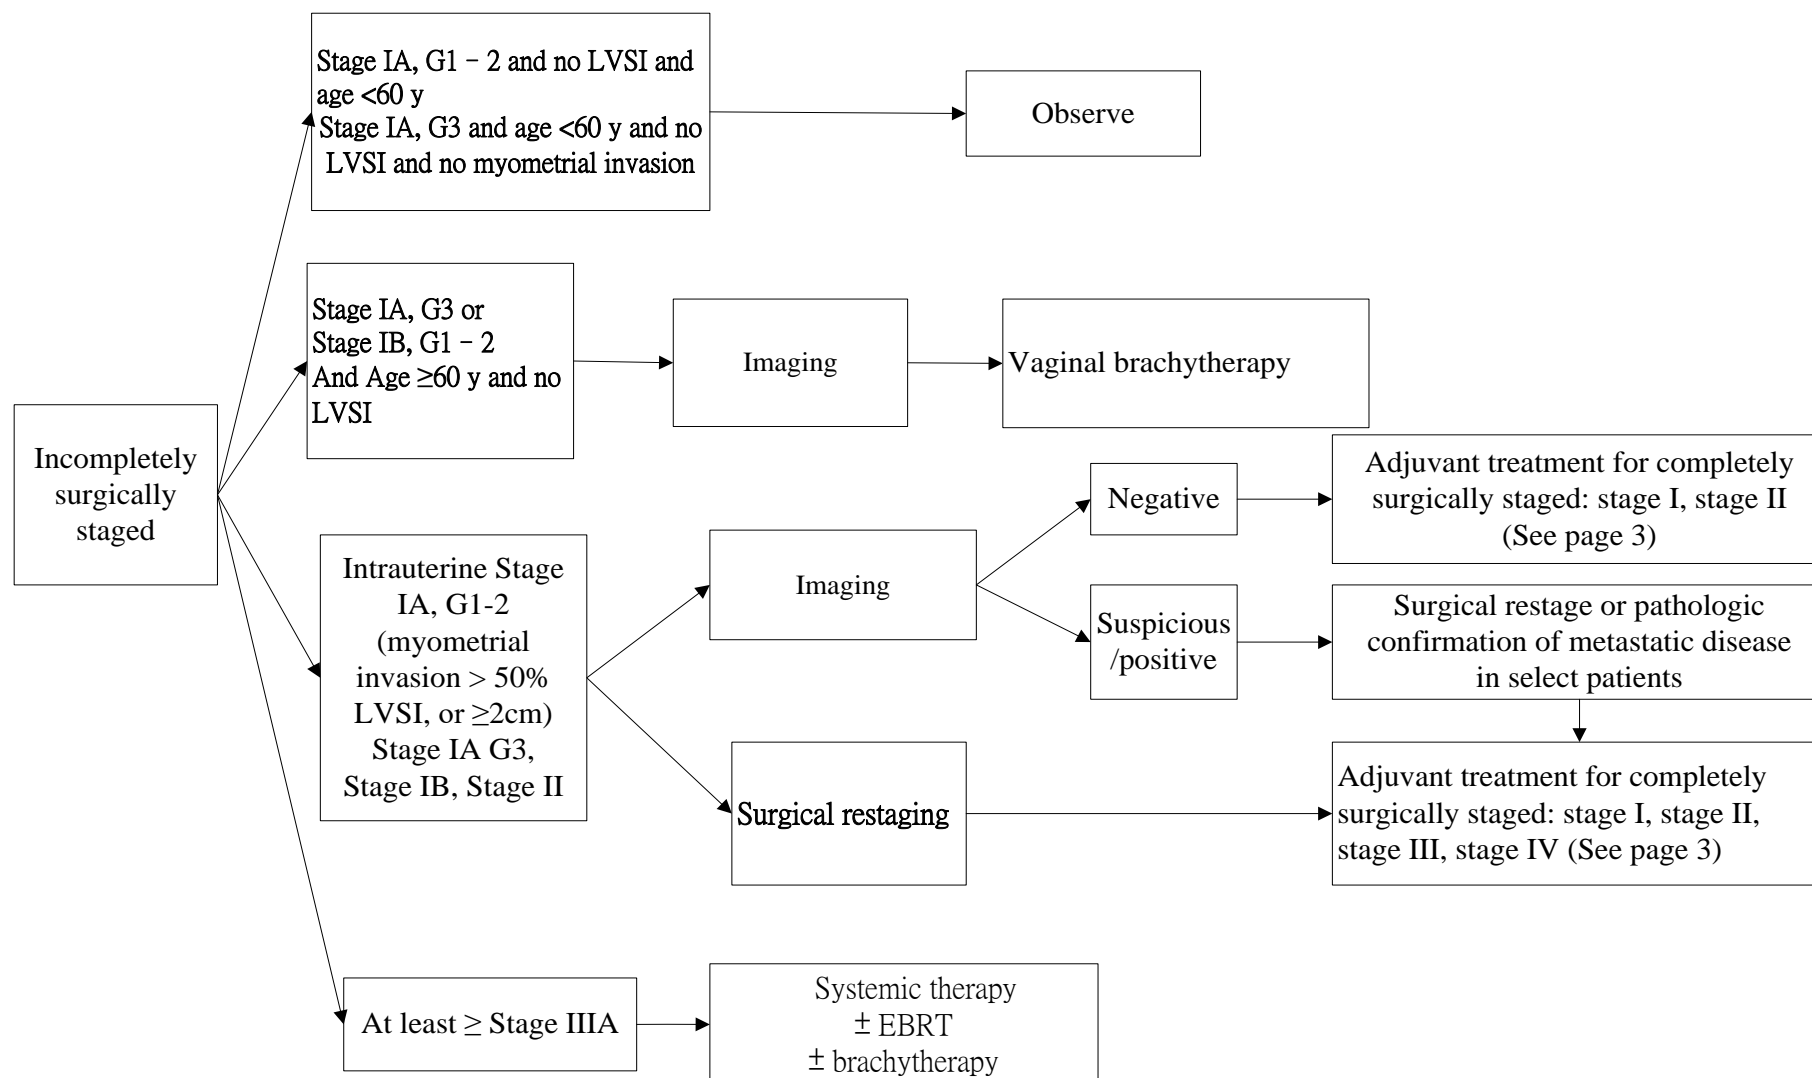 Incompletely
surgically
staged
Stage IA, G1 – 2 and no LVSI and
age <60 y
Stage IA, G3 and age <60 y and no
LVSI and no myometrial invasion
Observe
Stage IA, G3 or
Stage IB, G1 – 2
And Age ≥60 y and no
LVSI
Imaging
Vaginal brachytherapy
Intrauterine Stage
IA, G1-2
(myometrial
invasion > 50%
LVSI, or ≥2cm)
Stage IA G3,
Stage IB, Stage II
Imaging
Negative
Adjuvant treatment for completely
surgically staged: stage I, stage II
(See page 3)
Suspicious
/positive
Surgical restage or pathologic
confirmation of metastatic disease
in select patients
Surgical restaging
Adjuvant treatment for completely
surgically staged: stage I, stage II,
stage III, stage IV (See page 3)
At least ≥ Stage IIIA
Systemic therapy
± EBRT
± brachytherapy